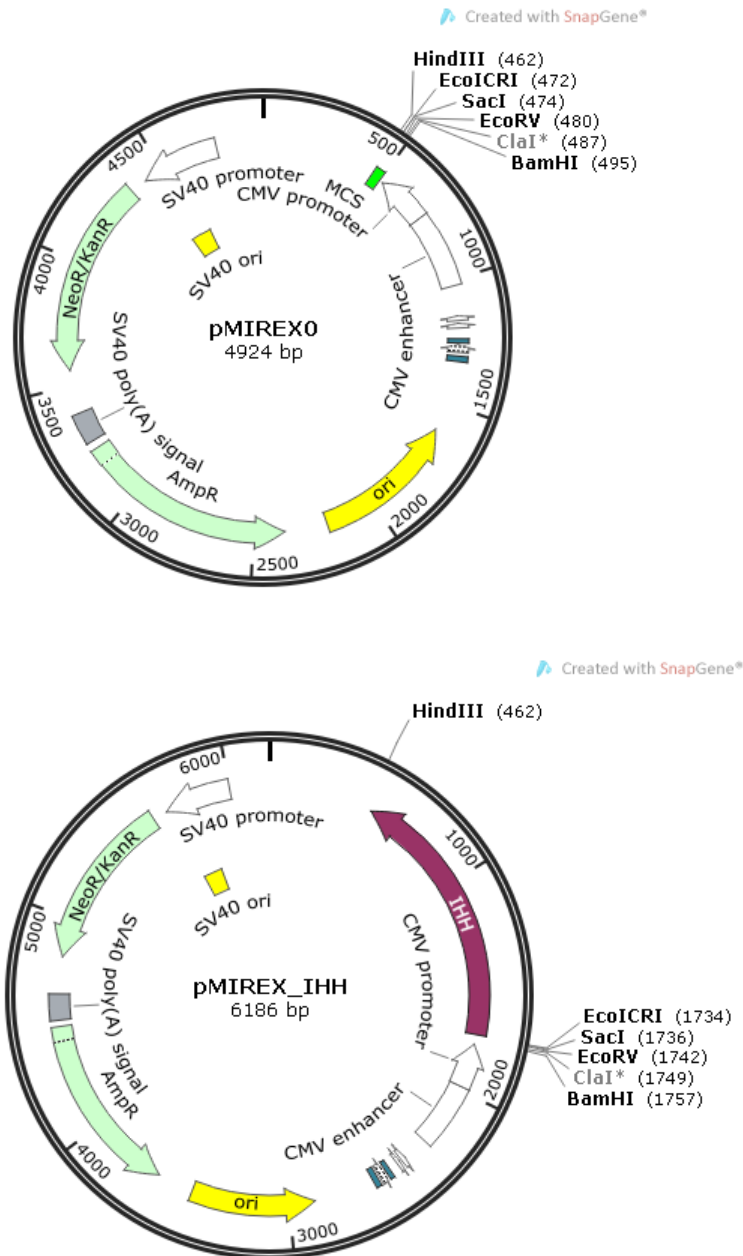 Created with SnapGene®
HindIII (462)
EcoICRI (472)
SacI (474)
EcoRV (480)
ClaI* (487)
BamHI (495)
500
1000
1500
2000
2500
3000
3500
4000
4500
SV40 promoter
MCS
CMV promoter
CMV enhancer
NeoR/KanR
SV40 ori
pMIREX0
4924 bp
SV40 poly(A) signal
AmpR
ori
Created with SnapGene®
HindIII (462)
6000
1000
5000
4000
3000
2000
SV40 promoter
NeoR/KanR
SV40 ori
IHH
CMV promoter
pMIREX_IHH
6186 bp
SV40 poly(A) signal
AmpR
CMV enhancer
ori
EcoICRI (1734)
SacI (1736)
EcoRV (1742)
ClaI* (1749)
BamHI (1757)